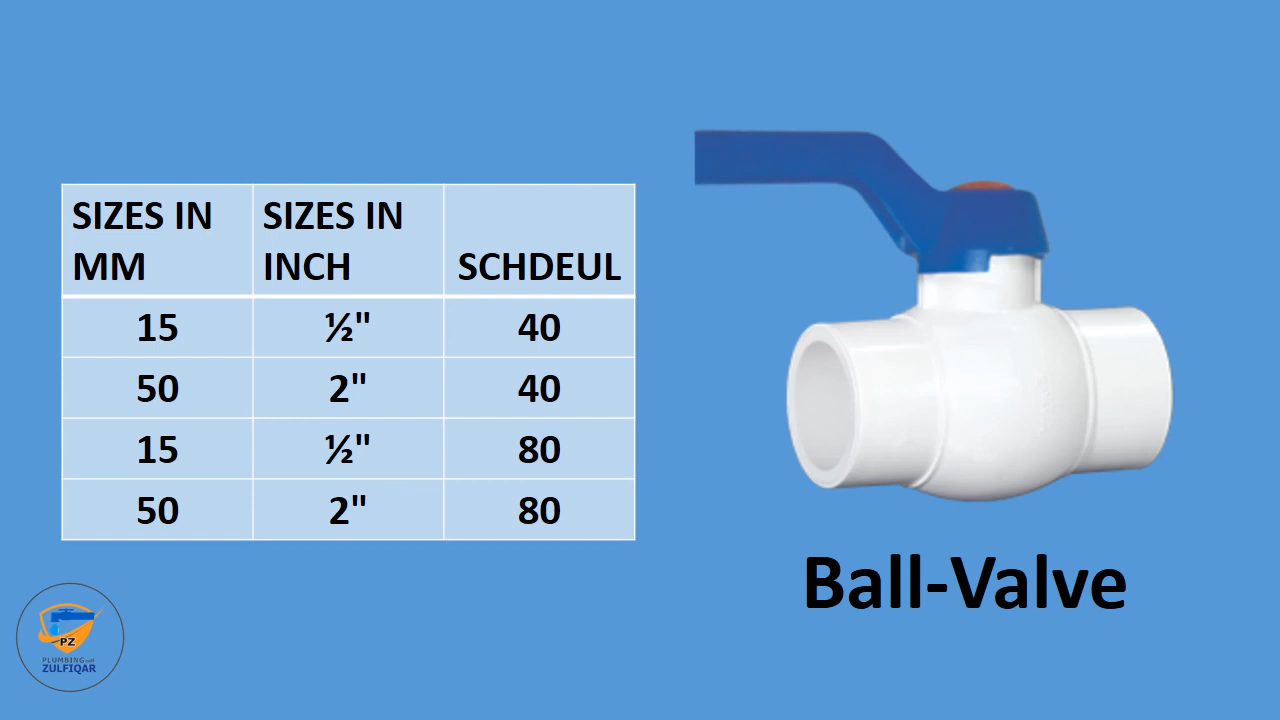 SIZES IN MM SIZES IN INCH SCHDEUL
15 ½" 40
50 2" 40
15 ½" 80
50 2" 80
Ball-Valve
PZ
PLUMBING
ZULFIQAR